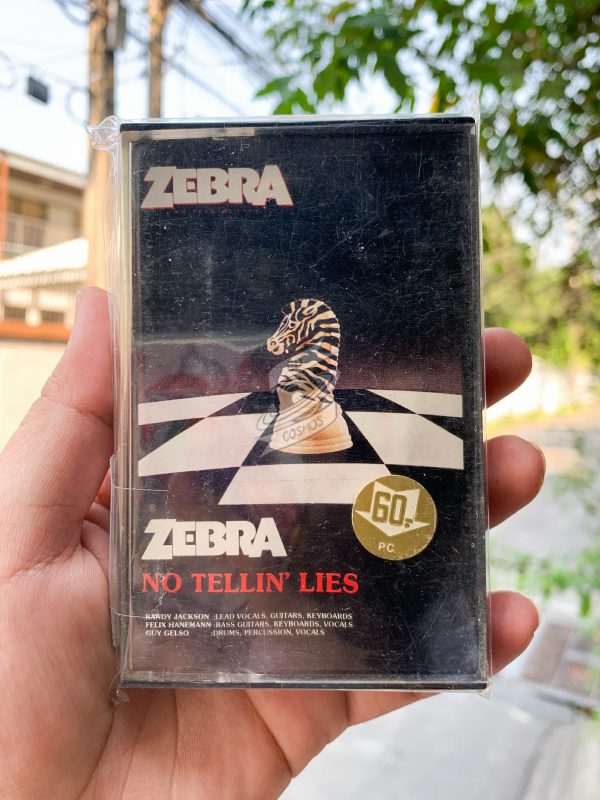 ZEBRA
COSMOS
60.-
P.C.
ZEBRA
NO TELLIN' LIES
RANDY JACKSON :LEAD VOCALS, GUITARS, KEYBOARDS
FELIX HANEMANN :BASS GUITARS, KEYBOARDS, VOCALS
GUY GELSO :DRUMS, PERCUSSION, VOCALS